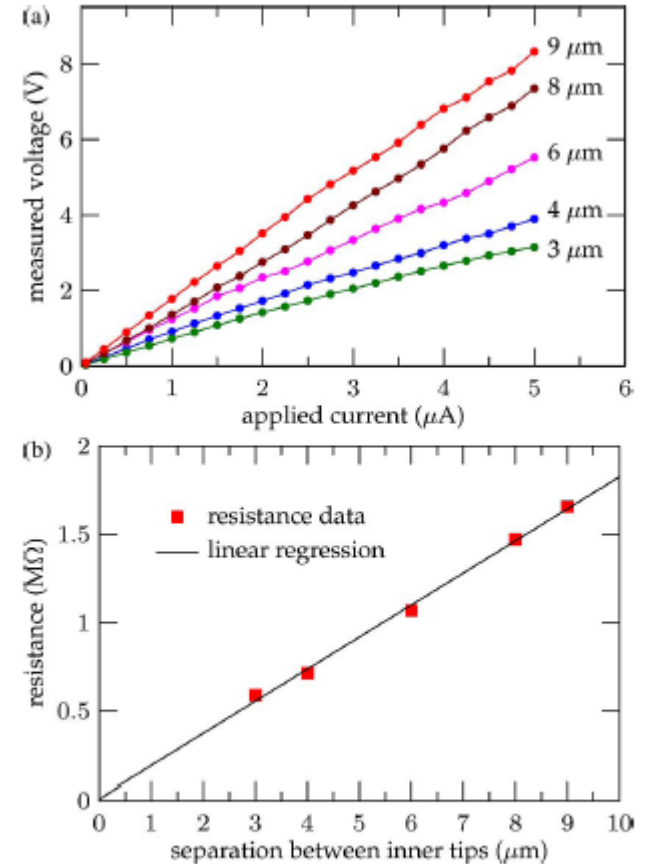 (a)
8
6
4
2
0
measured voltage (V)
9 μm
8 μm
6 μm
4 μm
3 μm
0 1 2 3 4 5 6
applied current (μA)
(b)
2
1.5
1
0.5
0
resistance (MΩ)
resistance data
linear regression
0 1 2 3 4 5 6 7 8 9 10
separation between inner tips (μm)